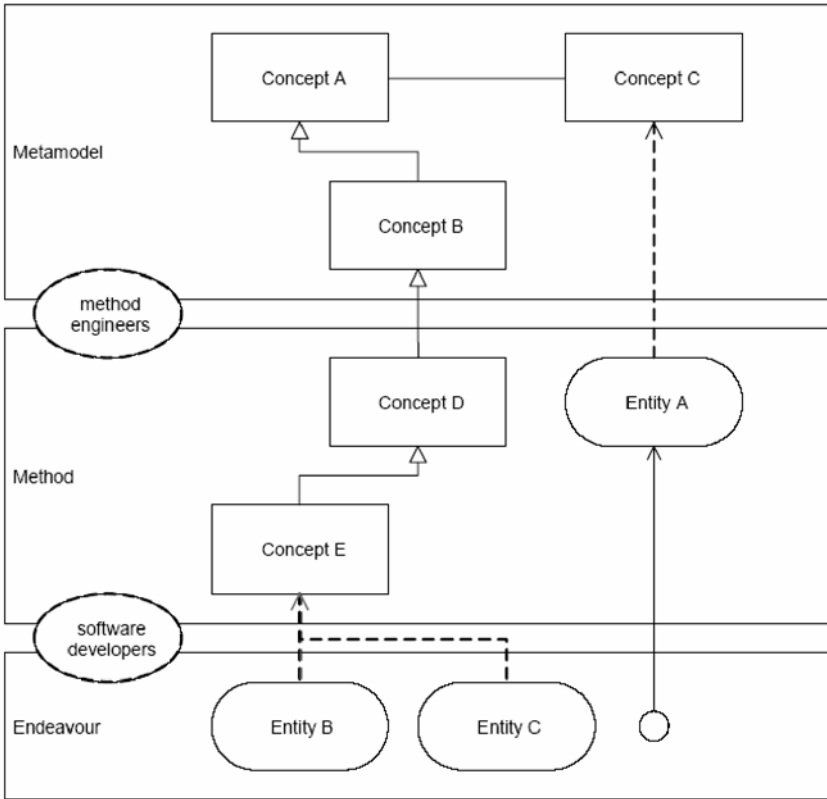 Concept A
Concept C
Metamodel
Concept B
method
engineers
Concept D
Entity A
Method
Concept E
software
developers
Endeavour
Entity B
Entity C